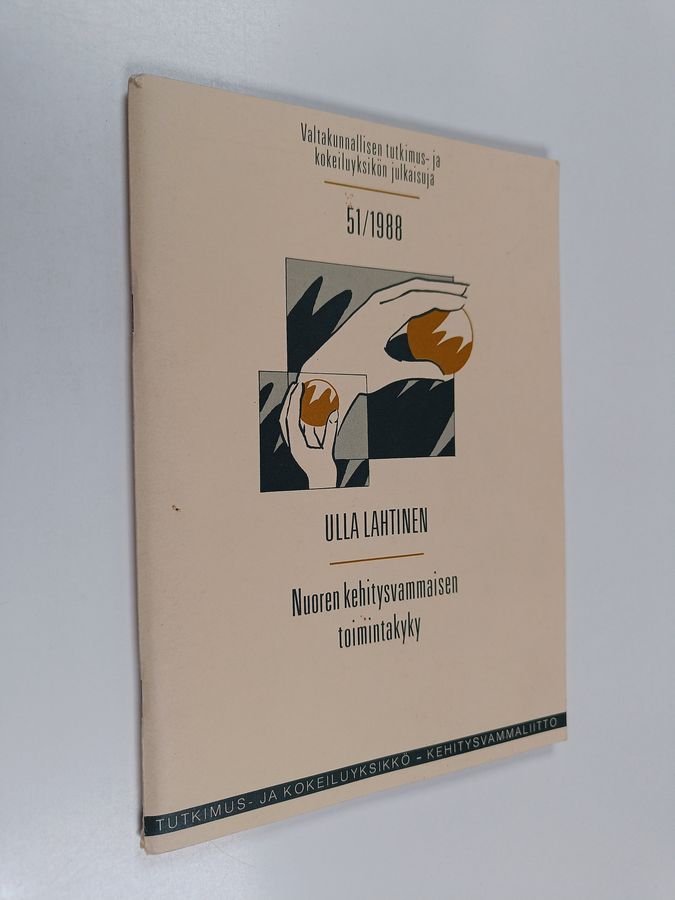 Valtakunnallisen tutkimus- ja
kokeiluyksikön julkaisuja
51/1988
ULLA LAHTINEN
Nuoren kehitysvammaisen
toimintakyky
TUTKIMUS- JA KOKEILUYKSIKKÖ - KEHITYSVAMMALIITTO